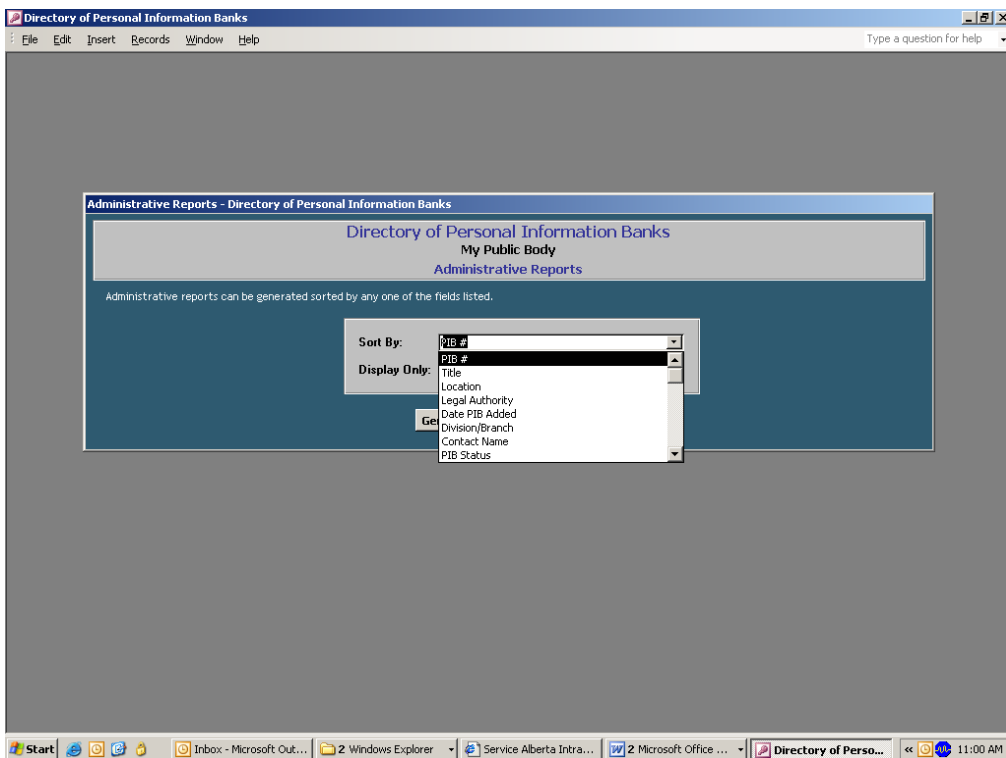 Directory of Personal Information Banks
File Edit Insert Records Window Help Type a question for help
Administrative Reports - Directory of Personal Information Banks
Directory of Personal Information Banks
My Public Body
Administrative Reports
Administrative reports can be generated sorted by any one of the fields listed.
Sort By: PIB #
Display Only:
PIB #
Title
Location
Legal Authority
Date PIB Added
Division/Branch
Contact Name
PIB Status
Start Inbox - Microsoft Out... 2 Windows Explorer Service Alberta Intra... 2 Microsoft Office ... Directory of Perso... « 11:00 AM